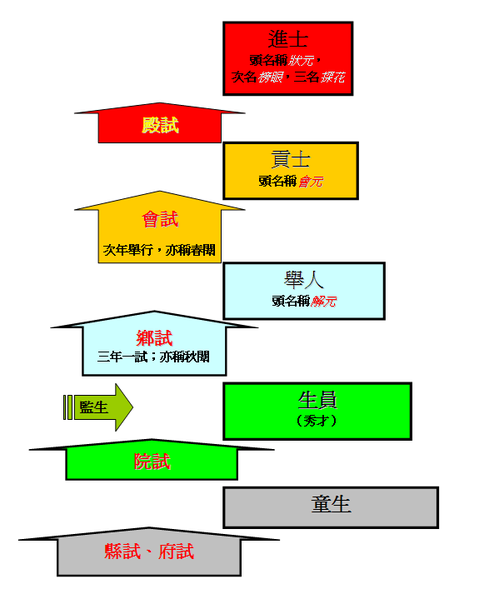 進士
頭名稱狀元，
次名榜眼，三名探花
殿試
貢士
頭名稱會元
會試
次年舉行，亦稱春闈
舉人
頭名稱解元
鄉試
三年一試；亦稱秋闈
監生
生員
（秀才）
院試
童生
縣試、府試